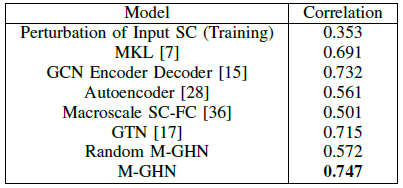 Model Correlation
Perturbation of Input SC (Training) 0.353
MKL [7] 0.691
GCN Encoder Decoder [15] 0.732
Autoencoder [28] 0.561
Macroscale SC-FC [36] 0.501
GTN [17] 0.715
Random M-GHN 0.572
M-GHN 0.747